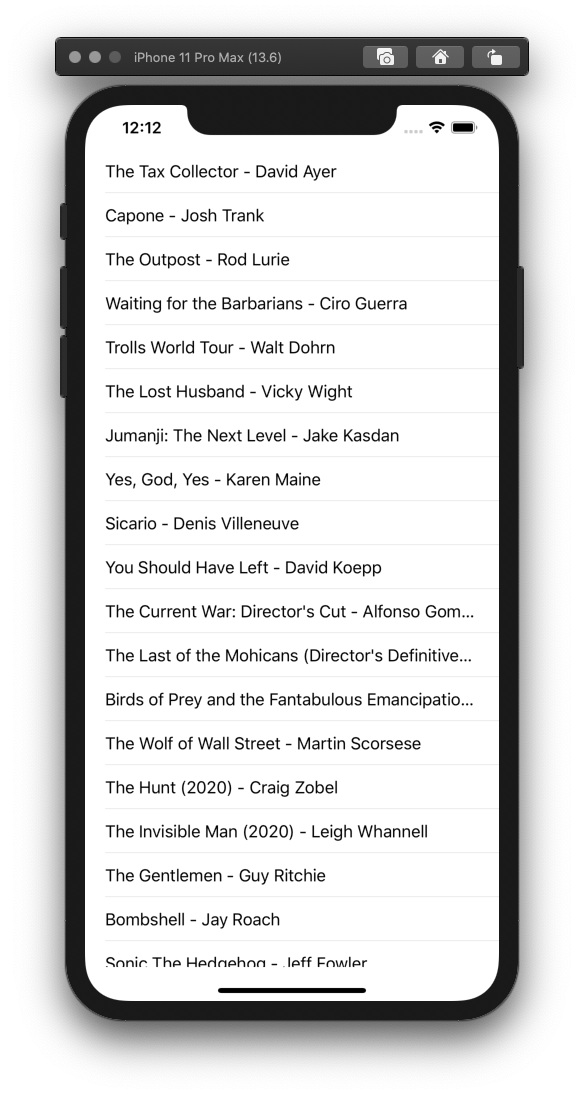 iPhone 11 Pro Max (13.6)
12:12
The Tax Collector - David Ayer
Capone - Josh Trank
The Outpost - Rod Lurie
Waiting for the Barbarians - Ciro Guerra
Trolls World Tour - Walt Dohrn
The Lost Husband - Vicky Wight
Jumanji: The Next Level - Jake Kasdan
Yes, God, Yes - Karen Maine
Sicario - Denis Villeneuve
You Should Have Left - David Koepp
The Current War: Director's Cut - Alfonso Gom...
The Last of the Mohicans (Director's Definitive...
Birds of Prey and the Fantabulous Emancipatio...
The Wolf of Wall Street - Martin Scorsese
The Hunt (2020) - Craig Zobel
The Invisible Man (2020) - Leigh Whannell
The Gentlemen - Guy Ritchie
Bombshell - Jay Roach
Sonic The Hedgehog - Jeff Fowler